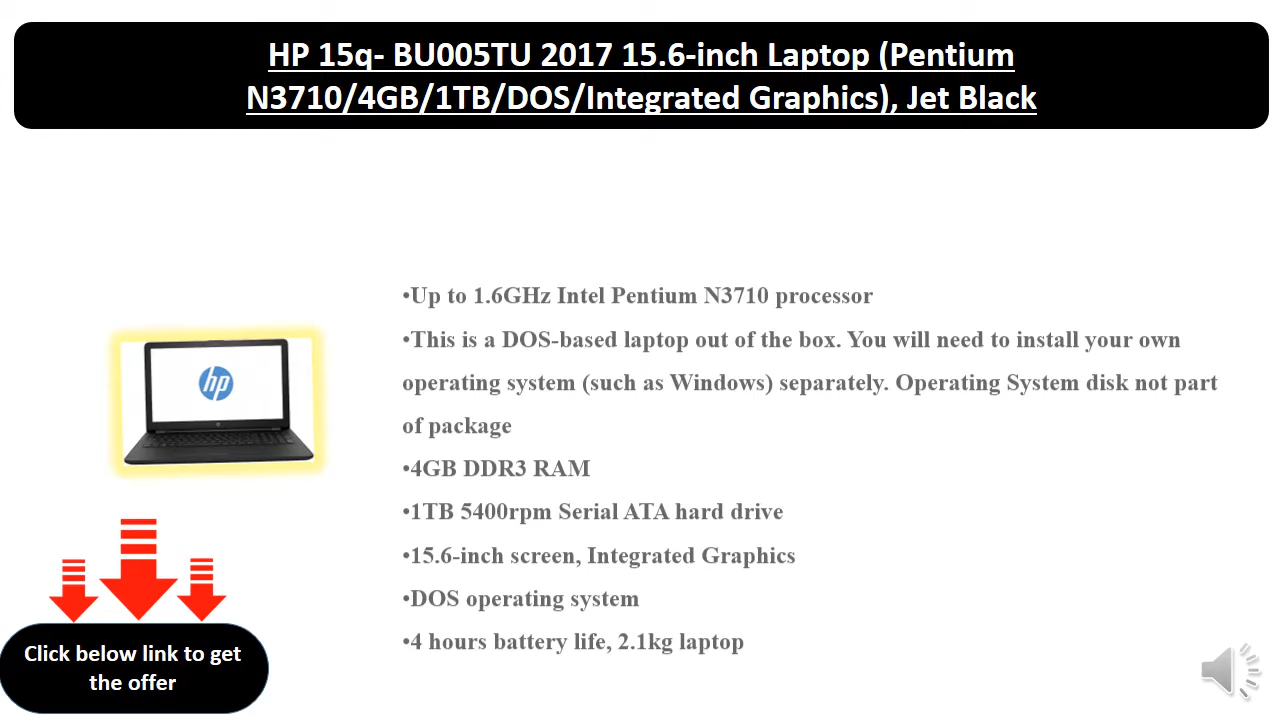 HP 15q- BU005TU 2017 15.6-inch Laptop (Pentium
N3710/4GB/1TB/DOS/Integrated Graphics), Jet Black
•Up to 1.6GHz Intel Pentium N3710 processor
•This is a DOS-based laptop out of the box. You will need to install your own
operating system (such as Windows) separately. Operating System disk not part
of package
•4GB DDR3 RAM
•1TB 5400rpm Serial ATA hard drive
•15.6-inch screen, Integrated Graphics
•DOS operating system
•4 hours battery life, 2.1kg laptop
hp
Click below link to get
the offer